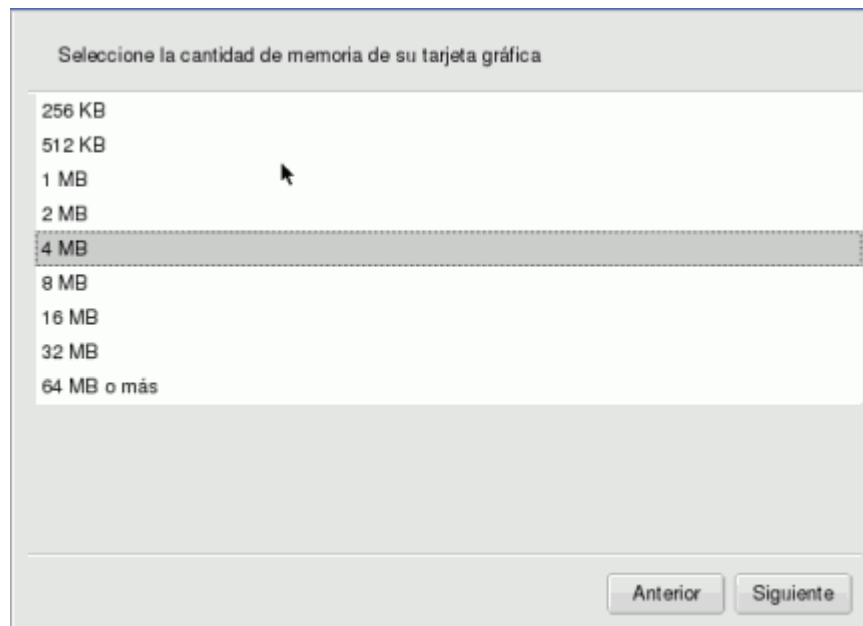 Seleccione la cantidad de memoria de su tarjeta gráfica
256 KB
512 KB
1 MB
2 MB
4 MB
8 MB
16 MB
32 MB
64 MB o más
Anterior Siguiente